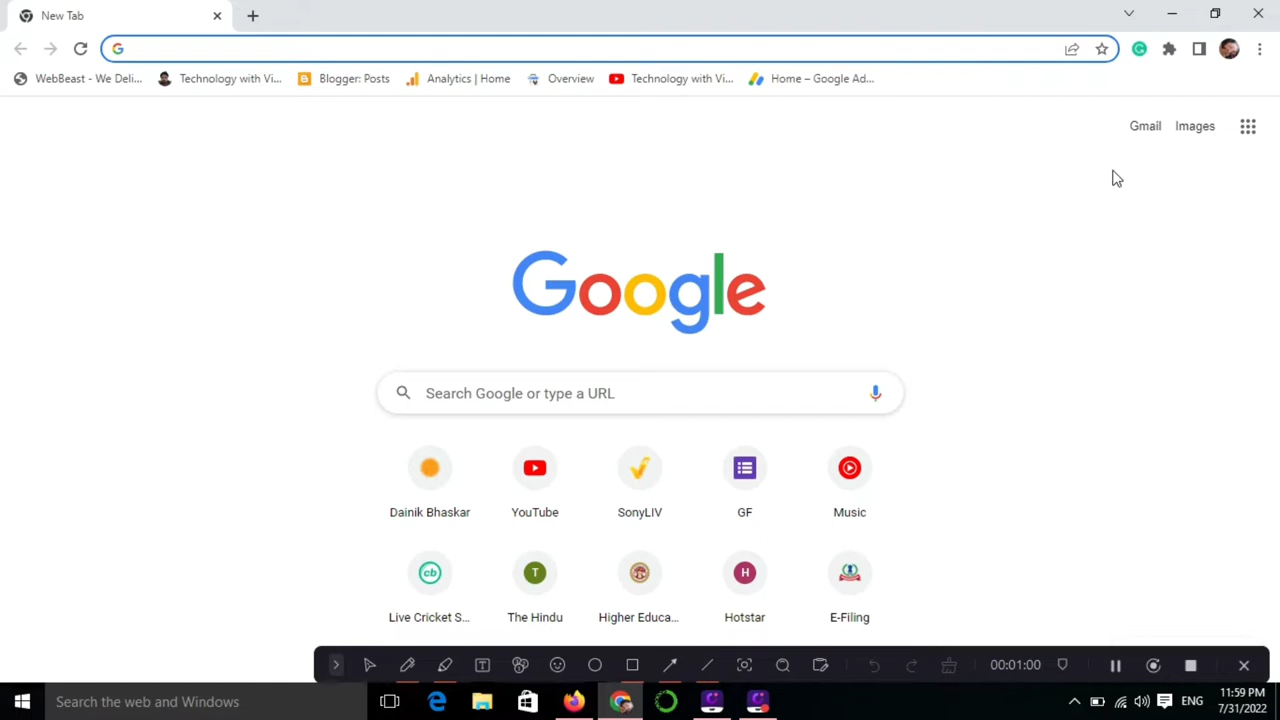 New Tab
WebBeast - We Deli...
Technology with Vi...
Blogger: Posts
Analytics | Home
Overview
Technology with Vi...
Home – Google Ad...
Gmail
Images
Google
Search Google or type a URL
Dainik Bhaskar
YouTube
SonyLIV
GF
Music
cb
T
H
Live Cricket S...
The Hindu
Higher Educa...
Hotstar
E-Filing
00:01:00
Search the web and Windows
ENG
11:59 PM
7/31/2022